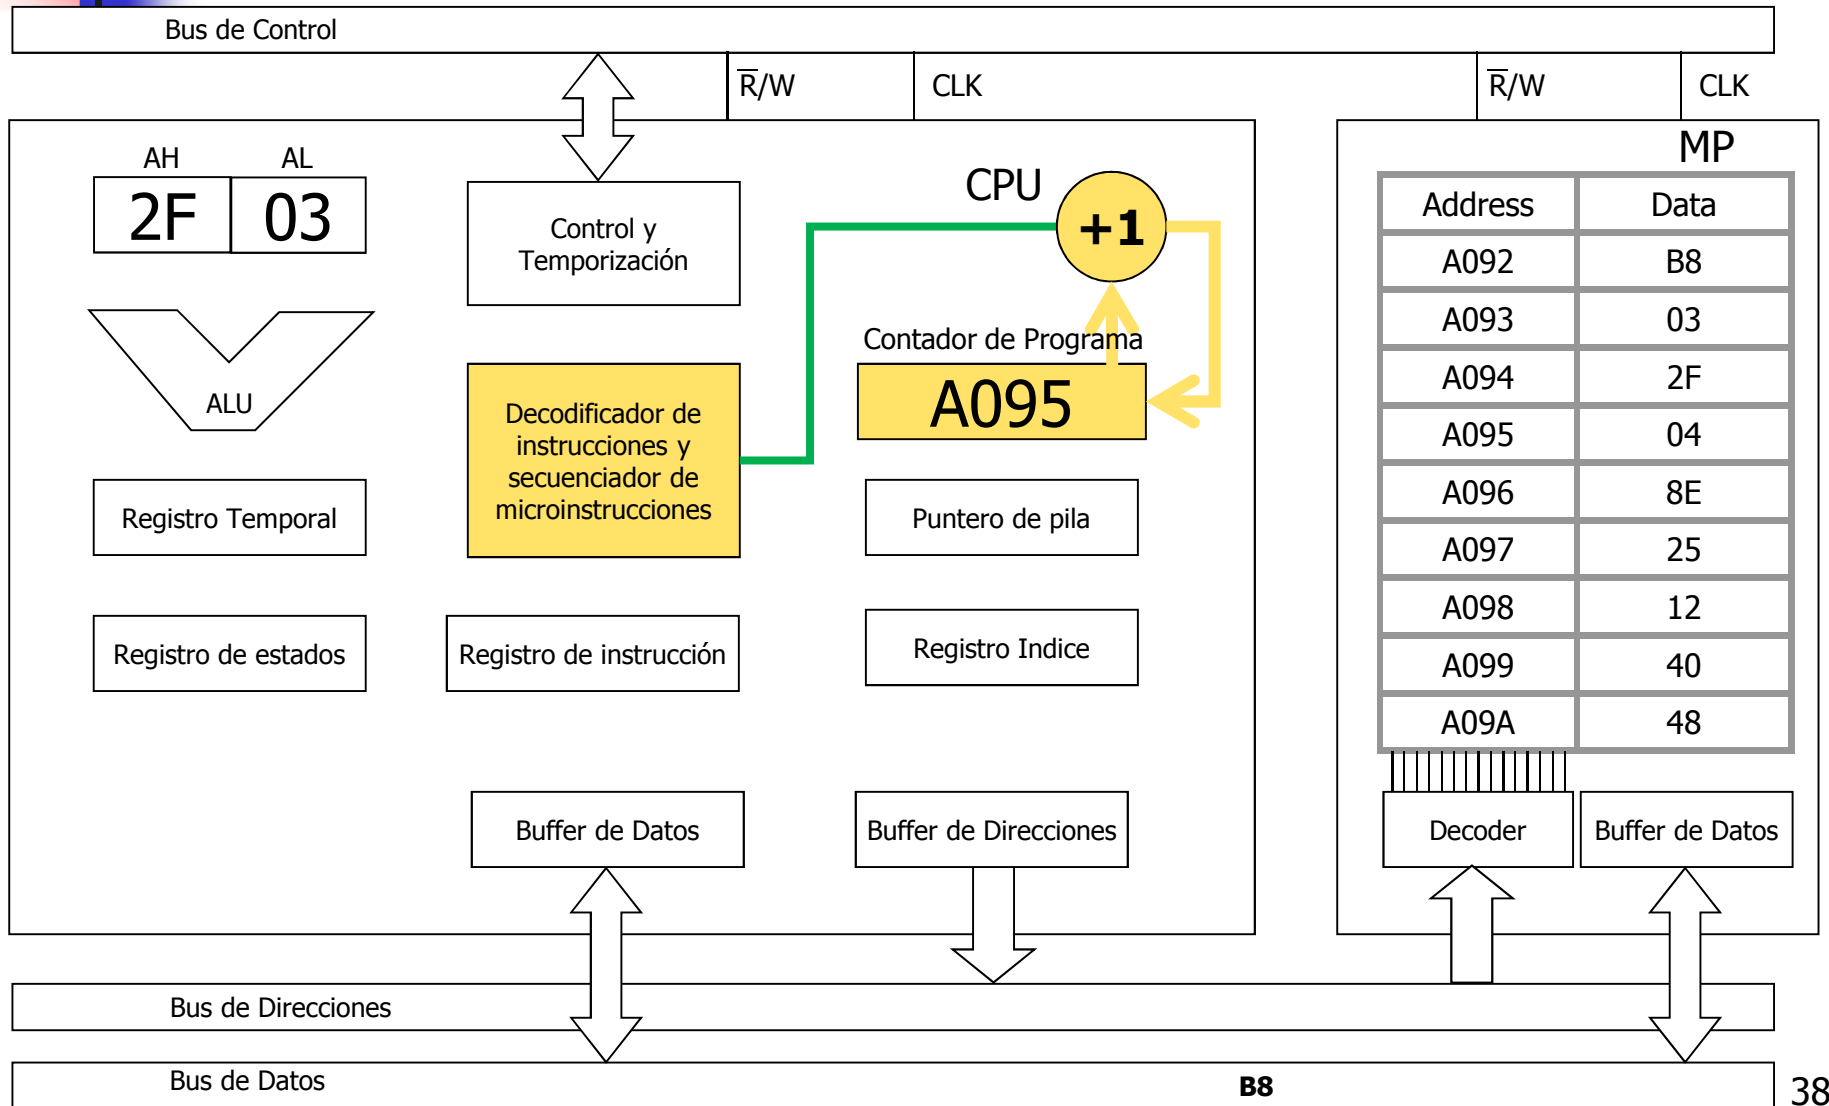 Bus de Control
R̅/W
CLK
R̅/W
CLK
AH
AL
2F
03
Control y
Temporización
CPU
+1
MP
Contador de Programa
A095
ALU
Decodificador de
instrucciones y
secuenciador de
microinstrucciones
Registro Temporal
Puntero de pila
Registro de estados
Registro de instrucción
Registro Indice
Address Data
A092 B8
A093 03
A094 2F
A095 04
A096 8E
A097 25
A098 12
A099 40
A09A 48
Buffer de Datos
Buffer de Direcciones
Decoder
Buffer de Datos
Bus de Direcciones
Bus de Datos
B8
38